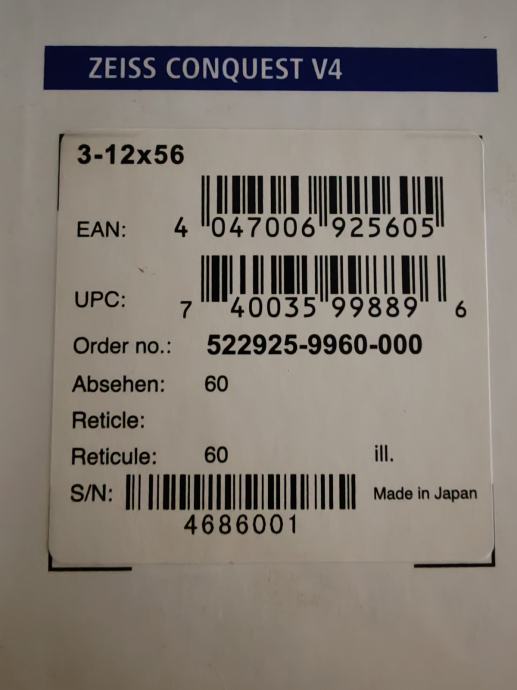 ZEISS CONQUEST V4
3-12x56
EAN: 4 047006 925605
UPC: 7 40035 99889 6
Order no.: 522925-9960-000
Absehen: 60
Reticle:
Reticule: 60 ill.
S/N: Made in Japan
4686001